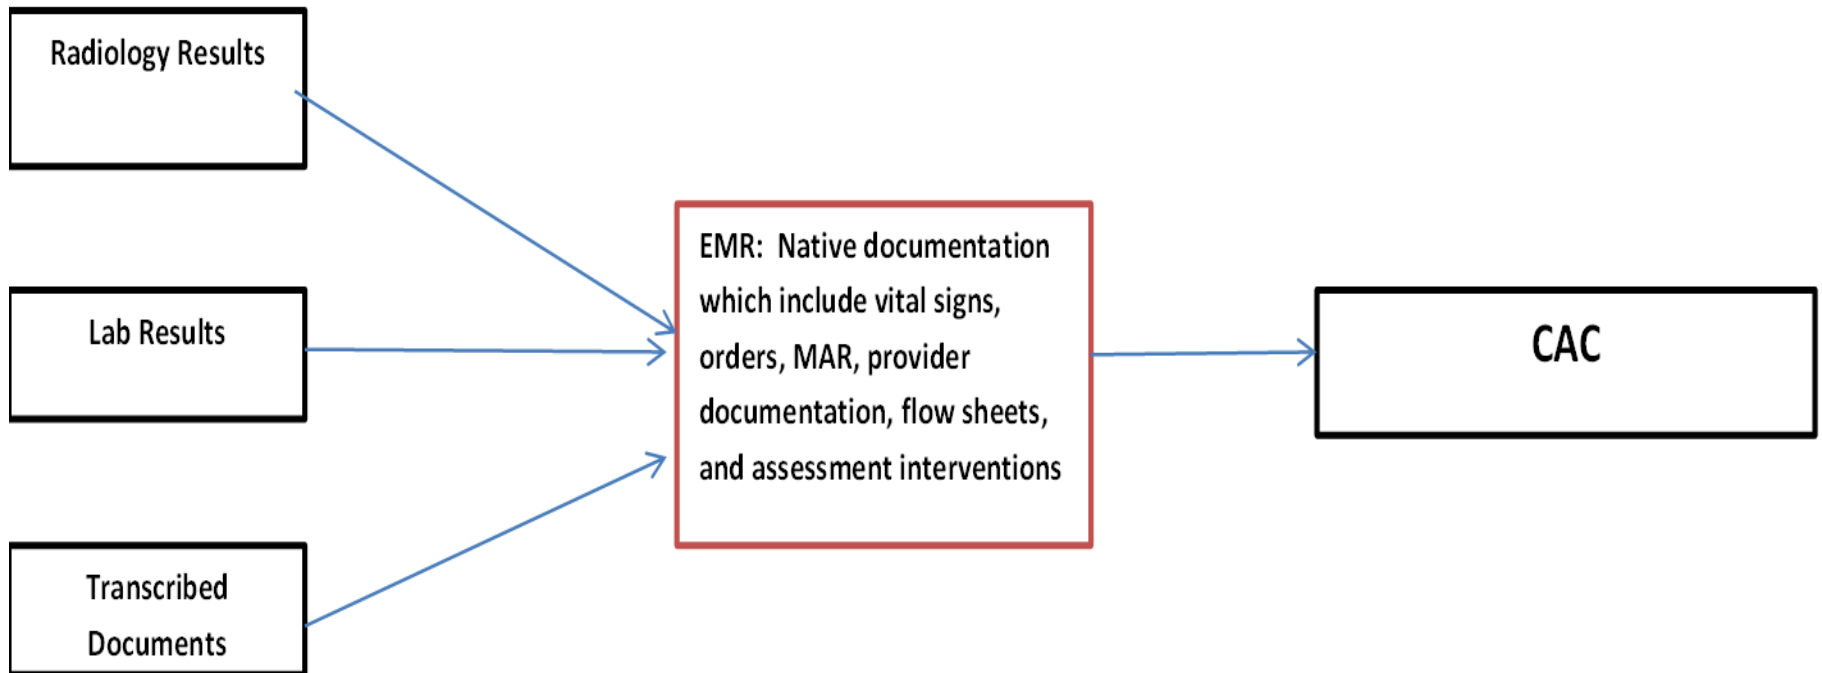 Radiology Results
Lab Results
Transcribed
Documents
EMR:  Native documentation
which include vital signs,
orders, MAR, provider
documentation, flow sheets,
and assessment interventions
CAC